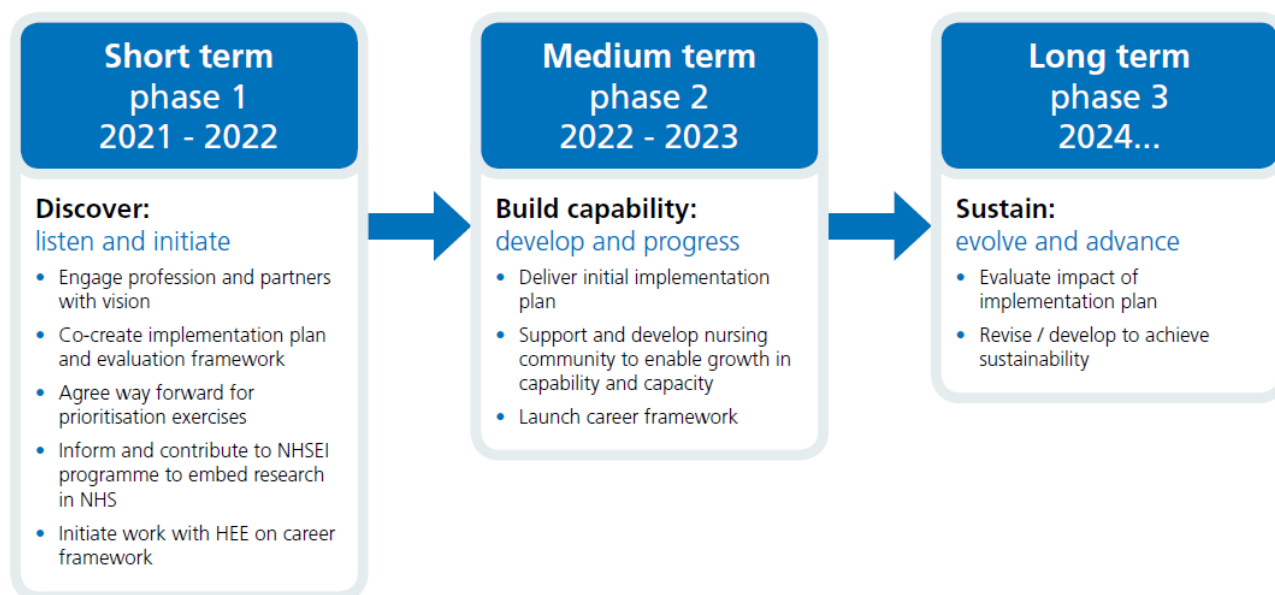 Short term
phase 1
2021 - 2022
Discover:
listen and initiate
• Engage profession and partners
with vision
• Co-create implementation plan
and evaluation framework
• Agree way forward for
prioritisation exercises
• Inform and contribute to NHSEI
programme to embed research
in NHS
• Initiate work with HEE on career
framework
Medium term
phase 2
2022 - 2023
Build capability:
develop and progress
• Deliver initial implementation
plan
• Support and develop nursing
community to enable growth in
capability and capacity
• Launch career framework
Long term
phase 3
2024...
Sustain:
evolve and advance
• Evaluate impact of
implementation plan
• Revise / develop to achieve
sustainability